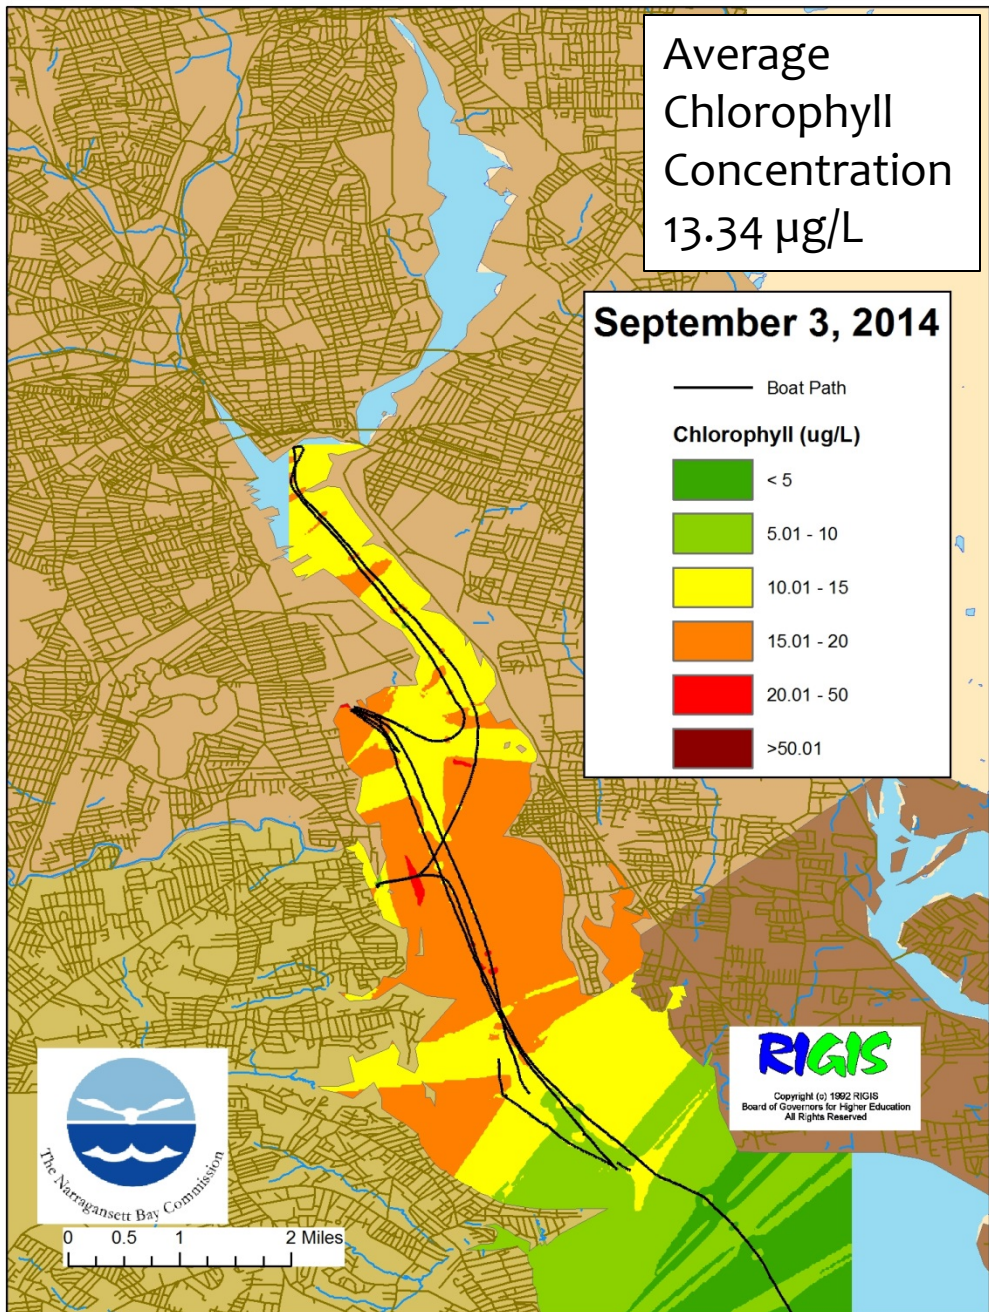 Average
Chlorophyll
Concentration
13.34 µg/L
September 3, 2014
Boat Path
Chlorophyll (ug/L)
< 5
5.01 - 10
10.01 - 15
15.01 - 20
20.01 - 50
>50.01
RIGIS
Copyright (c) 1992 RIGIS
Board of Governors for Higher Education
All Rights Reserved
The Narragansett Bay Commission
0 0.5 1 2 Miles